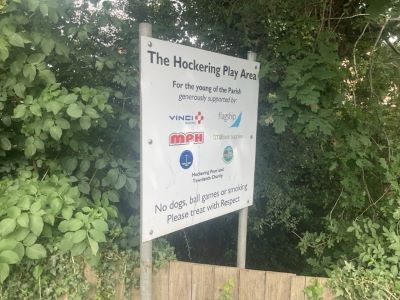 The Hockering Play Area
For the young of the Parish
generously supported by:
VINCI flagship
MPH
Hockering Poor and
Townlands Charity
No dogs, ball games or smoking
Please treat with Respect